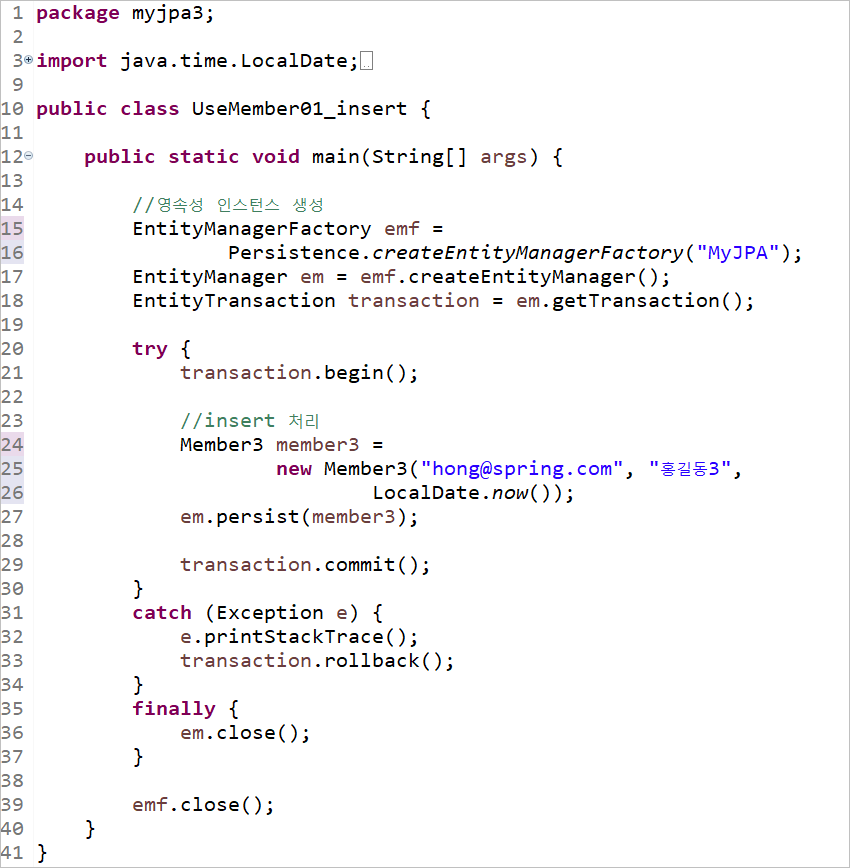 1 package myjpa3;
2
3 import java.time.LocalDate;
9
10 public class UseMember01_insert {
11
12     public static void main(String[] args) {
13
14         //영속성 인스턴스 생성
15         EntityManagerFactory emf =
16                 Persistence.createEntityManagerFactory("MyJPA");
17         EntityManager em = emf.createEntityManager();
18         EntityTransaction transaction = em.getTransaction();
19
20         try {
21             transaction.begin();
22
23             //insert 처리
24             Member3 member3 =
25                     new Member3("hong@spring.com", "홍길동3",
26                             LocalDate.now());
27             em.persist(member3);
28
29             transaction.commit();
30         }
31         catch (Exception e) {
32             e.printStackTrace();
33             transaction.rollback();
34         }
35         finally {
36             em.close();
37         }
38
39         emf.close();
40     }
41 }